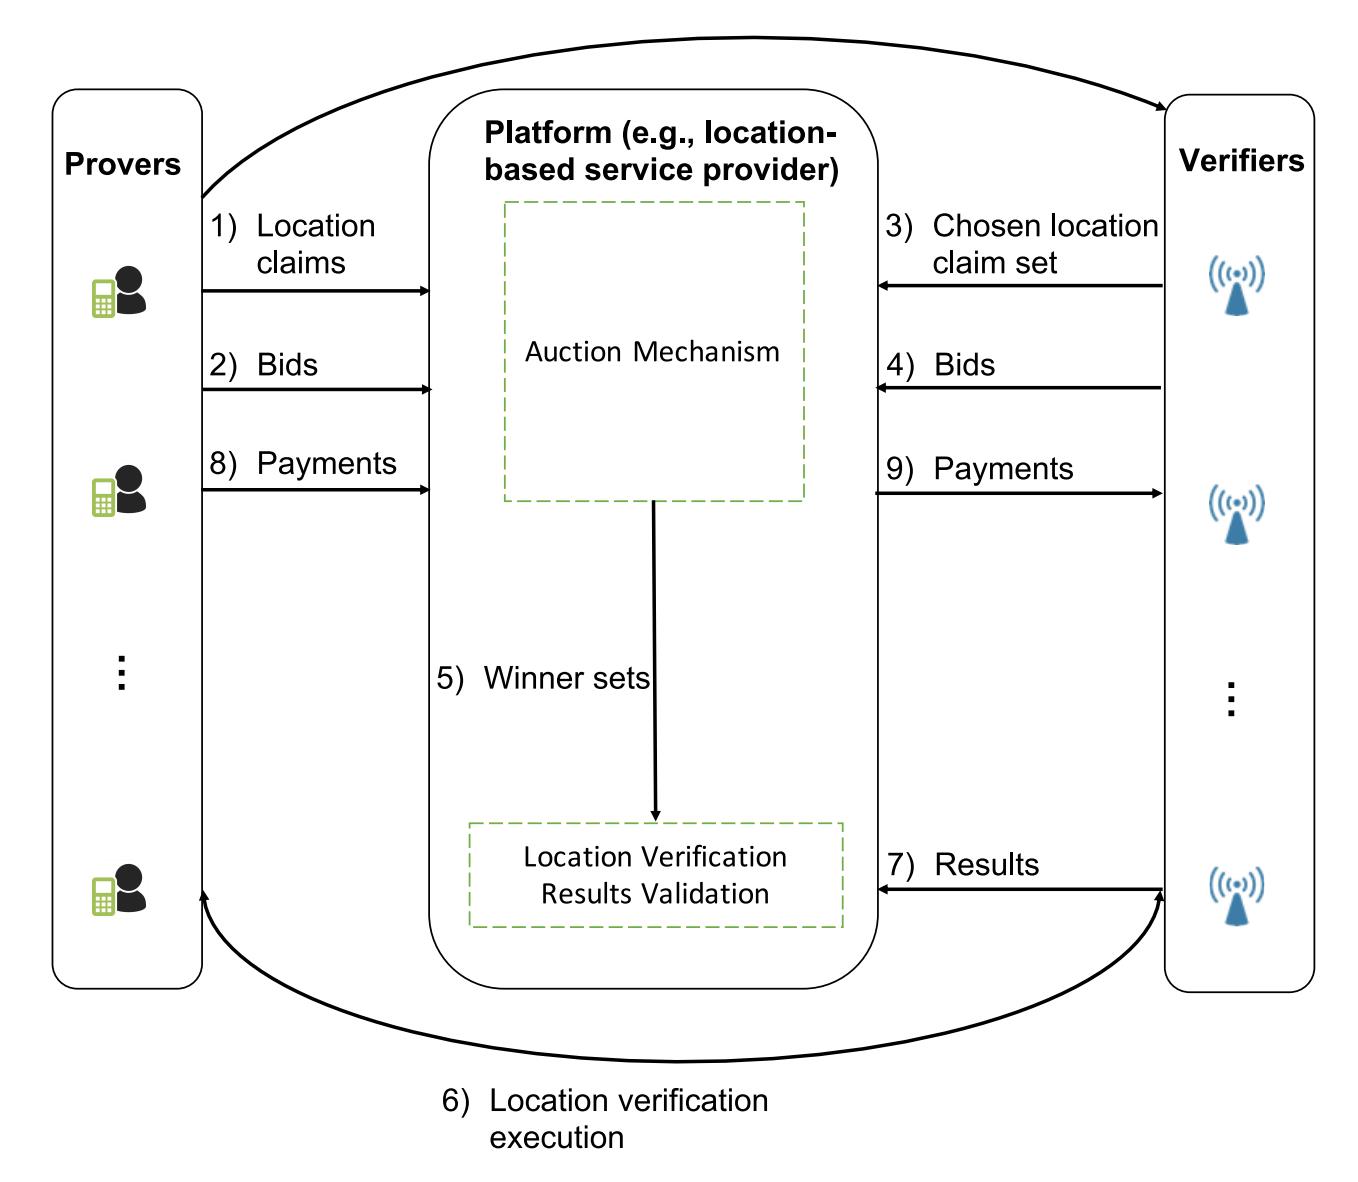 Provers
Platform (e.g., location-
based service provider)
Verifiers
1) Location
claims
3) Chosen location
claim set
Auction Mechanism
2) Bids
4) Bids
8) Payments
9) Payments
5) Winner sets
Location Verification
Results Validation
7) Results
6) Location verification
execution